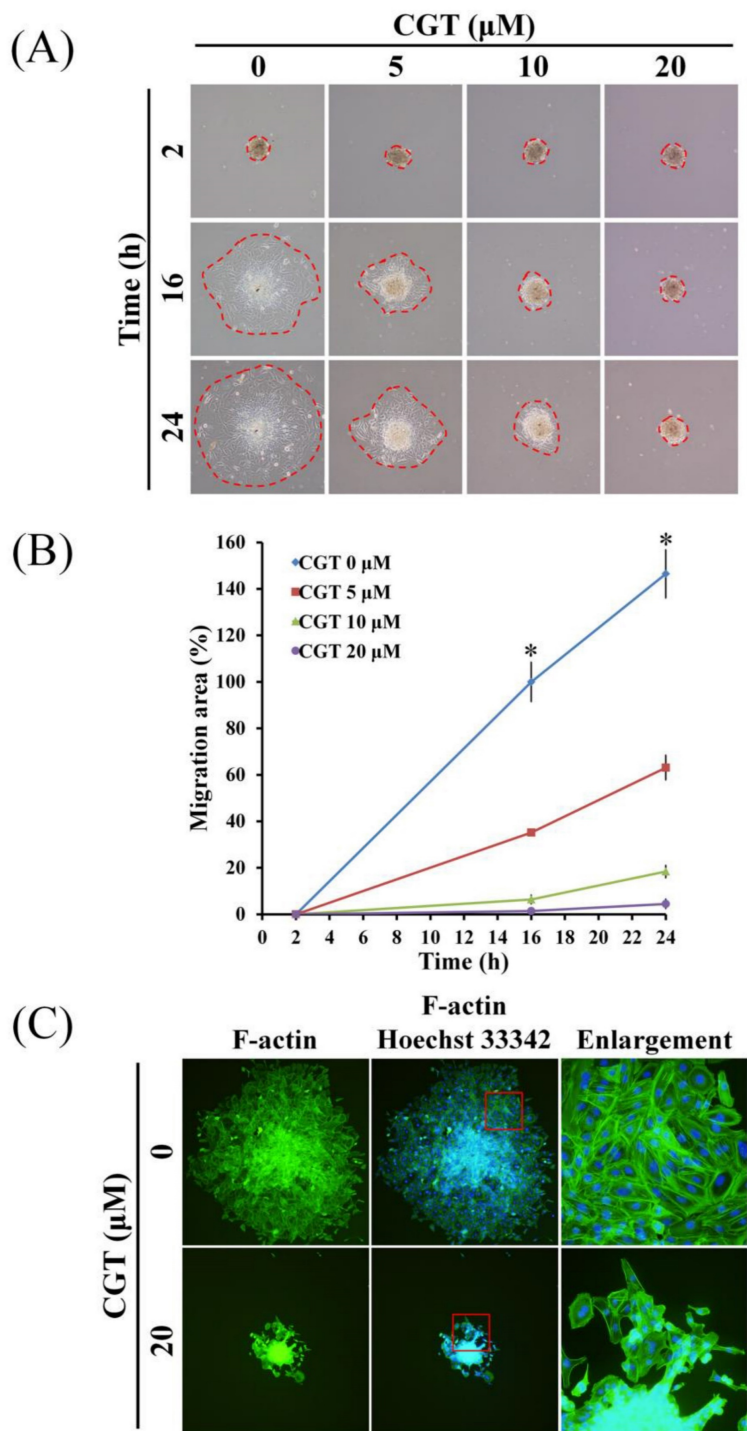 (A)
CGT (μM)
0 5 10 20
Time (h)
2
16
24
(B)
Migration area (%)
160
140
120
100
80
60
40
20
0
CGT 0 μM
CGT 5 μM
CGT 10 μM
CGT 20 μM
*
*
0 2 4 6 8 10 12 14 16 18 20 22 24
Time (h)
(C)
F-actin
F-actin Hoechst 33342 Enlargement
CGT (μM)
0
20